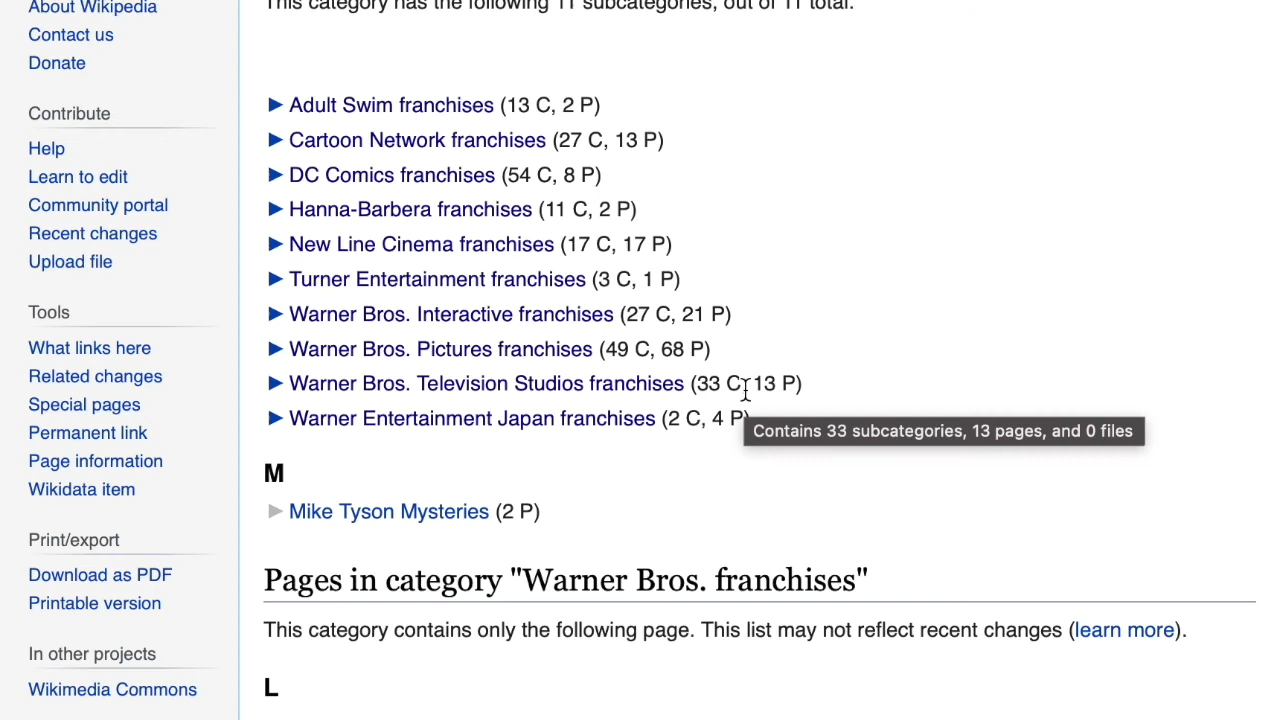 About Wikipedia
Contact us
Donate
Contribute
Help
Learn to edit
Community portal
Recent changes
Upload file
Tools
What links here
Related changes
Special pages
Permanent link
Page information
Wikidata item
Print/export
Download as PDF
Printable version
In other projects
Wikimedia Commons
This category has the following 11 subcategories, out of 11 total.
► Adult Swim franchises (13 C, 2 P)
► Cartoon Network franchises (27 C, 13 P)
► DC Comics franchises (54 C, 8 P)
► Hanna-Barbera franchises (11 C, 2 P)
► New Line Cinema franchises (17 C, 17 P)
► Turner Entertainment franchises (3 C, 1 P)
► Warner Bros. Interactive franchises (27 C, 21 P)
► Warner Bros. Pictures franchises (49 C, 68 P)
► Warner Bros. Television Studios franchises (33 C, 13 P)
► Warner Entertainment Japan franchises (2 C, 4 P)
Contains 33 subcategories, 13 pages, and 0 files
M
► Mike Tyson Mysteries (2 P)
Pages in category "Warner Bros. franchises"
This category contains only the following page. This list may not reflect recent changes (learn more).
L